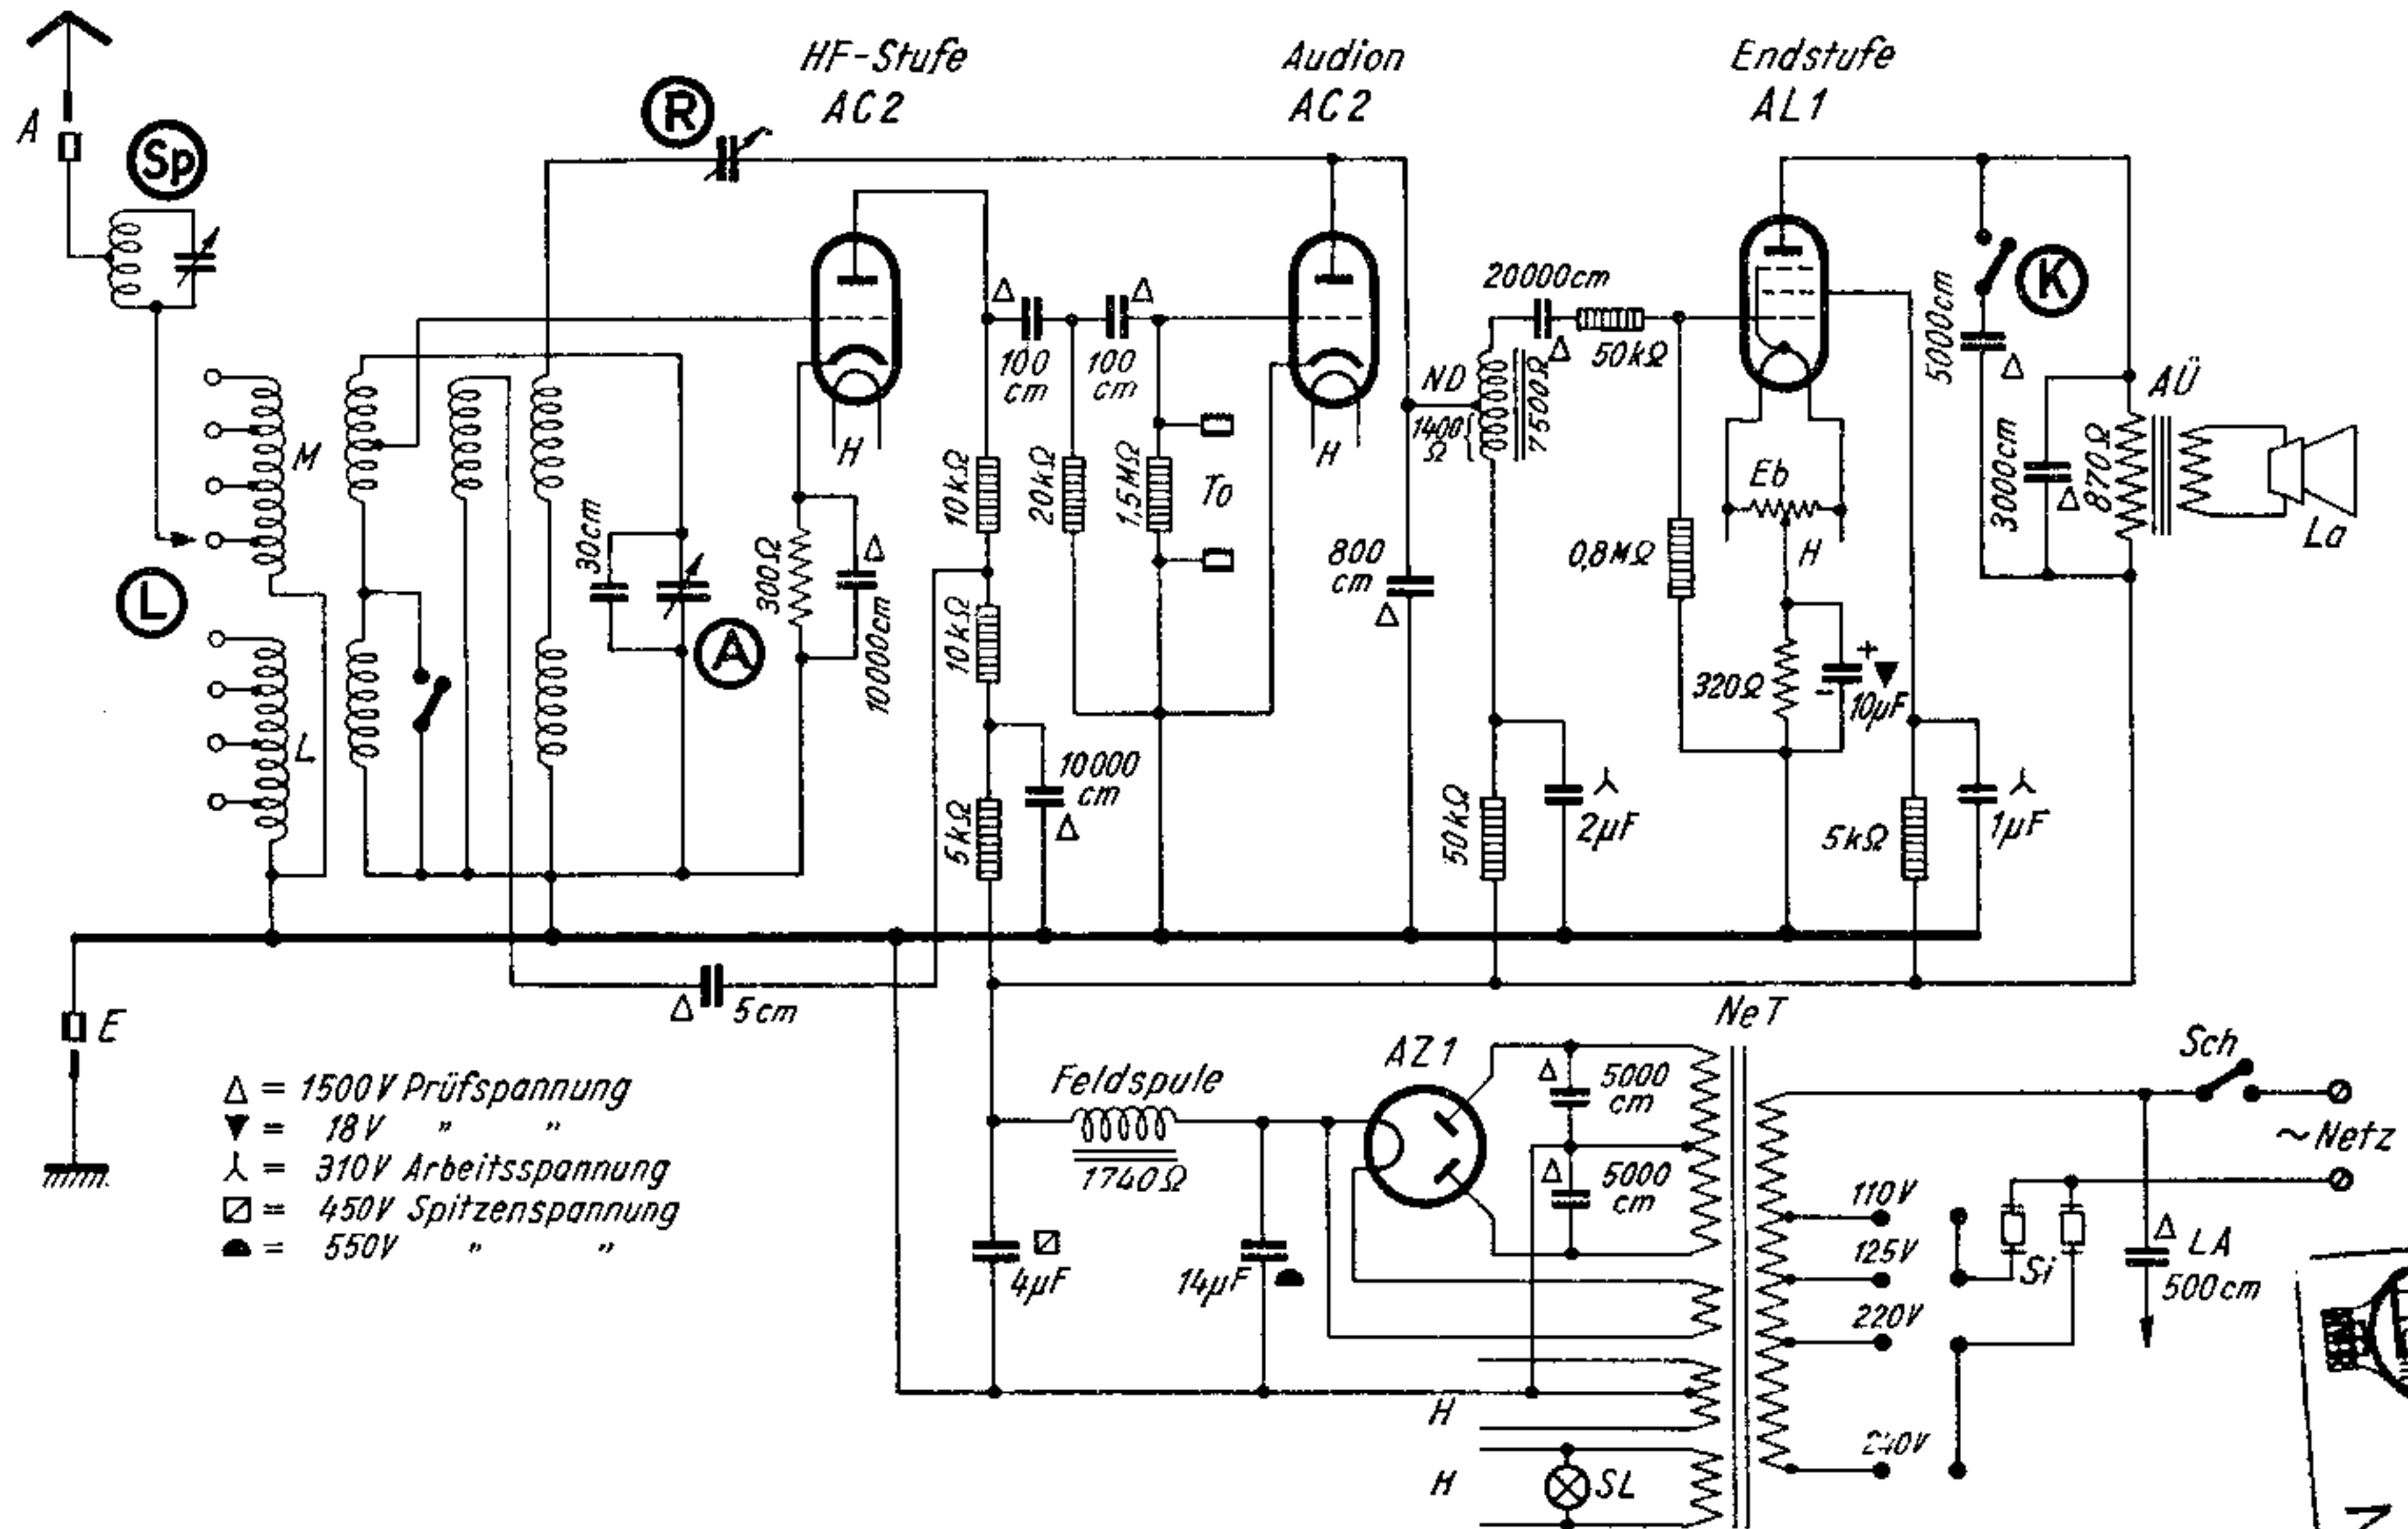 HF-Stufe
AC2
Audion
AC2
Endstufe
AL1
A
Sp
R
K
L
A
M
L
H
H
H
30cm
300Ω
10000cm
10kΩ
10kΩ
5kΩ
100
cm
100
cm
20kΩ
1,5MΩ
To
10000
cm
800
cm
ND
1400
Ω
7500Ω
20000cm
50kΩ
0,8MΩ
50kΩ
2µF
Eb
320Ω
+
-
10µF
5kΩ
1µF
5000cm
3000cm
870Ω
AÜ
La
5cm
E
Δ = 1500V Prüfspannung
▼ = 18V " "
⅄ = 310V Arbeitsspannung
⍁ = 450V Spitzenspannung
= 550V " "
Feldspule
1740Ω
4µF
14µF
AZ1
5000
cm
5000
cm
NeT
Sch
~Netz
110V
125V
220V
240V
Si
LA
500cm
H
H
SL